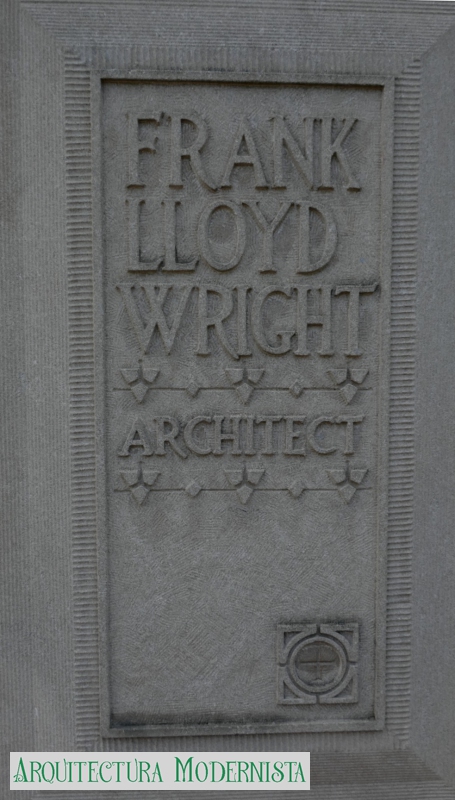 FRANK
LLOYD
WRIGHT
ARCHITECT
ARQUITECTURA MODERNISTA